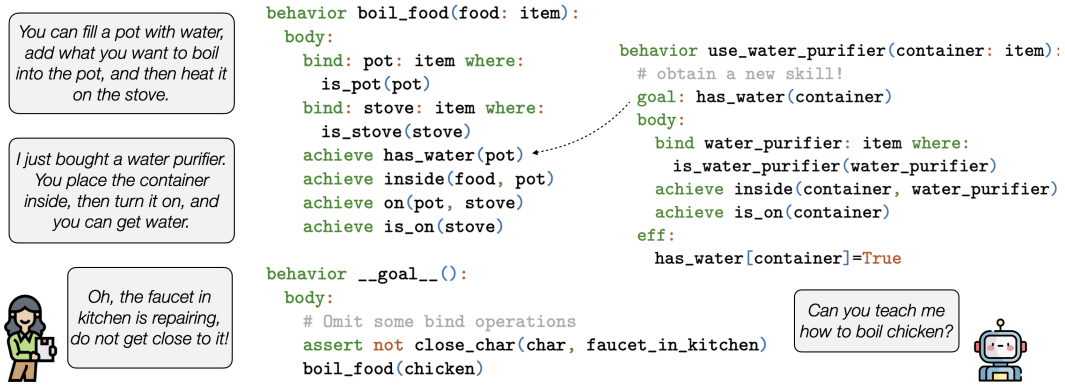 You can fill a pot with water,
add what you want to boil
into the pot, and then heat it
on the stove.
I just bought a water purifier.
You place the container
inside, then turn it on, and
you can get water.
Oh, the faucet in
kitchen is repairing,
do not get close to it!
behavior boil_food(food: item):
body:
bind: pot: item where:
is_pot(pot)
bind: stove: item where:
is_stove(stove)
achieve has_water(pot)
achieve inside(food, pot)
achieve on(pot, stove)
achieve is_on(stove)
behavior __goal__():
body:
# Omit some bind operations
assert not close_char(char, faucet_in_kitchen)
boil_food(chicken)
behavior use_water_purifier(container: item):
# obtain a new skill!
goal: has_water(container)
body:
bind water_purifier: item where:
is_water_purifier(water_purifier)
achieve inside(container, water_purifier)
achieve is_on(container)
eff:
has_water[container]=True
Can you teach me
how to boil chicken?